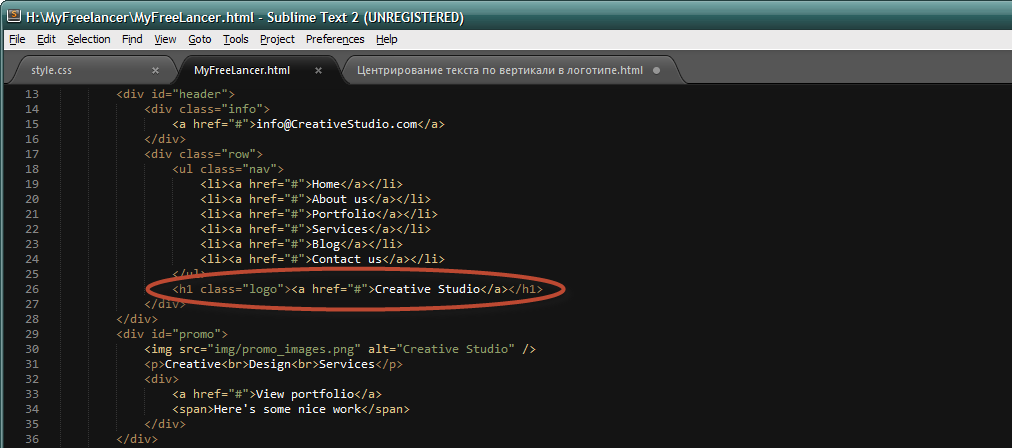 H:\MyFreelancer\MyFreeLancer.html - Sublime Text 2 (UNREGISTERED)
File Edit Selection Find View Goto Tools Project Preferences Help
style.css × MyFreeLancer.html × Центрирование текста по вертикали в логотипе.html
13 <div id="header">
14 <div class="info">
15 <a href="#">info@CreativeStudio.com</a>
16 </div>
17 <div class="row">
18 <ul class="nav">
19 <li><a href="#">Home</a></li>
20 <li><a href="#">About us</a></li>
21 <li><a href="#">Portfolio</a></li>
22 <li><a href="#">Services</a></li>
23 <li><a href="#">Blog</a></li>
24 <li><a href="#">Contact us</a></li>
25 </ul>
26 <h1 class="logo"><a href="#">Creative Studio</a></h1>
27 </div>
28 </div>
29 <div id="promo">
30 <img src="img/promo_images.png" alt="Creative Studio" />
31 <p>Creative<br>Design<br>Services</p>
32 <div>
33 <a href="#">View portfolio</a>
34 <span>Here's some nice work</span>
35 </div>
36 </div>